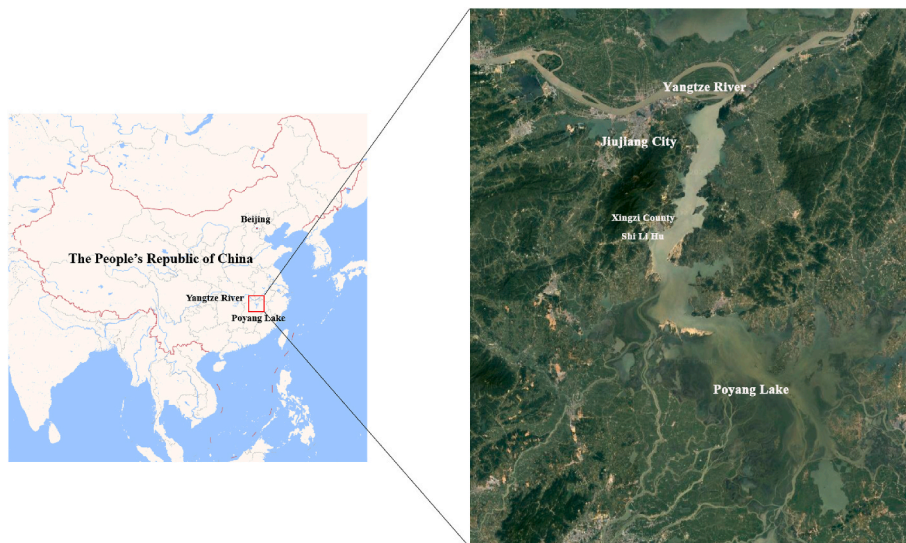 Beijing
The People's Republic of China
Yangtze River
Poyang Lake
Yangtze River
Jiujiang City
Xingzi County
Shi Li Hu
Poyang Lake